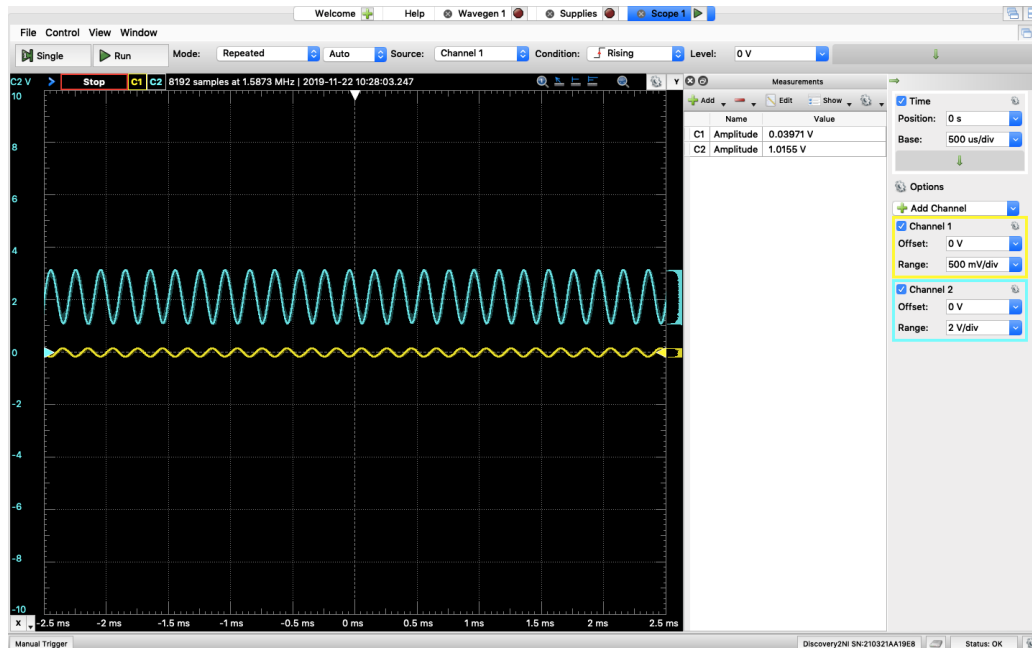 Welcome Help Wavegen 1 Supplies Scope 1
File Control View Window
Single Run Mode: Repeated Auto Source: Channel 1 Condition: Rising Level: 0 V
C2 V Stop C1 C2 8192 samples at 1.5873 MHz | 2019-11-22 10:28:03.247 Y
Measurements
Add Edit Show
Name Value
C1 Amplitude 0.03971 V
C2 Amplitude 1.0155 V
Time
Position: 0 s
Base: 500 us/div
Options
Add Channel
Channel 1
Offset: 0 V
Range: 500 mV/div
Channel 2
Offset: 0 V
Range: 2 V/div
10
8
6
4
2
0
-2
-4
-6
-8
-10
X -2.5 ms -2 ms -1.5 ms -1 ms -0.5 ms 0 ms 0.5 ms 1 ms 1.5 ms 2 ms 2.5 ms
Manual Trigger Discovery2NI SN:210321AA19E8 Status: OK